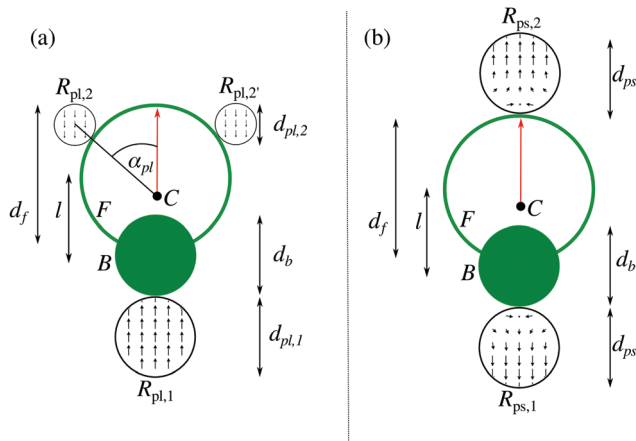 (a)
R_pl,2
R_pl,2'
d_pl,2
α_pl
d_f
l
F
C
B
d_b
d_pl,1
R_pl,1
(b)
R_ps,2
d_ps
d_f
l
F
C
B
d_b
d_ps
R_ps,1